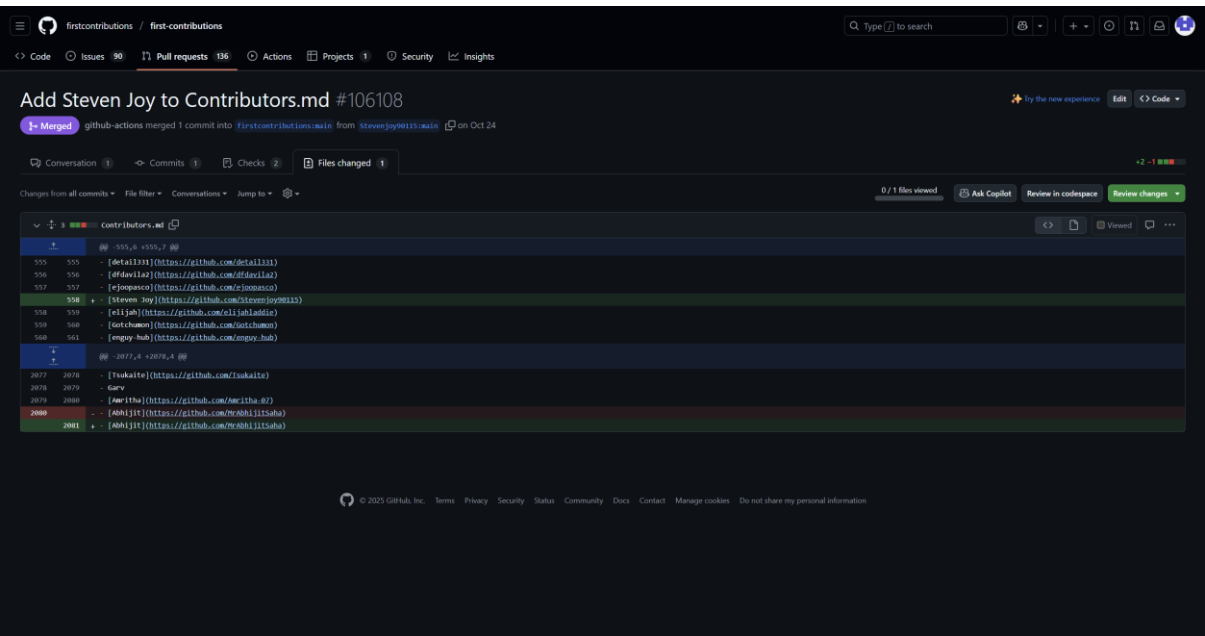 firstcontributions / first-contributions
Type / to search
Code Issues 90 Pull requests 136 Actions Projects 1 Security Insights
Add Steven Joy to Contributors.md #106108
Try the new experience Edit <> Code
Merged github-actions merged 1 commit into firstcontributions:main from Stevenjoy90115:main on Oct 24
Conversation 1 Commits 1 Checks 2 Files changed 1
+2 −1
Changes from all commits File filter Conversations Jump to
0 / 1 files viewed Ask Copilot Review in codespace Review changes
3 Contributors.md
Viewed
@@ -555,6 +555,7 @@
555 555 - [detail331](https://github.com/detail331)
556 556 - [dfdavila2](https://github.com/dfdavila2)
557 557 - [ejoopasco](https://github.com/ejoopasco)
558 + - [Steven Joy](https://github.com/Stevenjoy90115)
558 559 - [elijah](https://github.com/elijahladdie)
559 560 - [Gotchumon](https://github.com/Gotchumon)
560 561 - [enguy-hub](https://github.com/enguy-hub)
@@ -2077,4 +2078,4 @@
2077 2078 - [Tsukaite](https://github.com/Tsukaite)
2078 2079 - Garv
2079 2080 - [Amritha](https://github.com/Amritha-07)
2080 - - [Abhijit](https://github.com/MrAbhijitSaha)
2081 + - [Abhijit](https://github.com/MrAbhijitSaha)
© 2025 GitHub, Inc. Terms Privacy Security Status Community Docs Contact Manage cookies Do not share my personal information